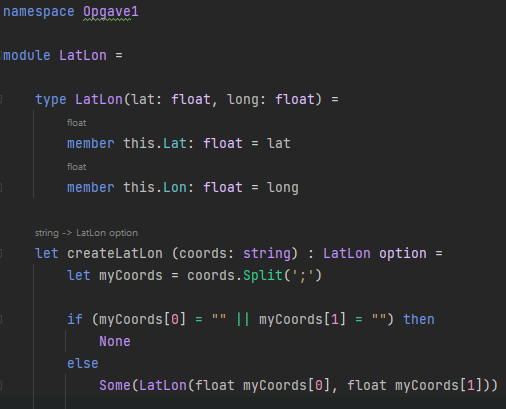 namespace Opgave1
module LatLon =
type LatLon(lat: float, long: float) =
float
member this.Lat: float = lat
float
member this.Lon: float = long
string -> LatLon option
let createLatLon (coords: string) : LatLon option =
let myCoords = coords.Split(';')
if (myCoords[0] = "" || myCoords[1] = "") then
None
else
Some(LatLon(float myCoords[0], float myCoords[1]))